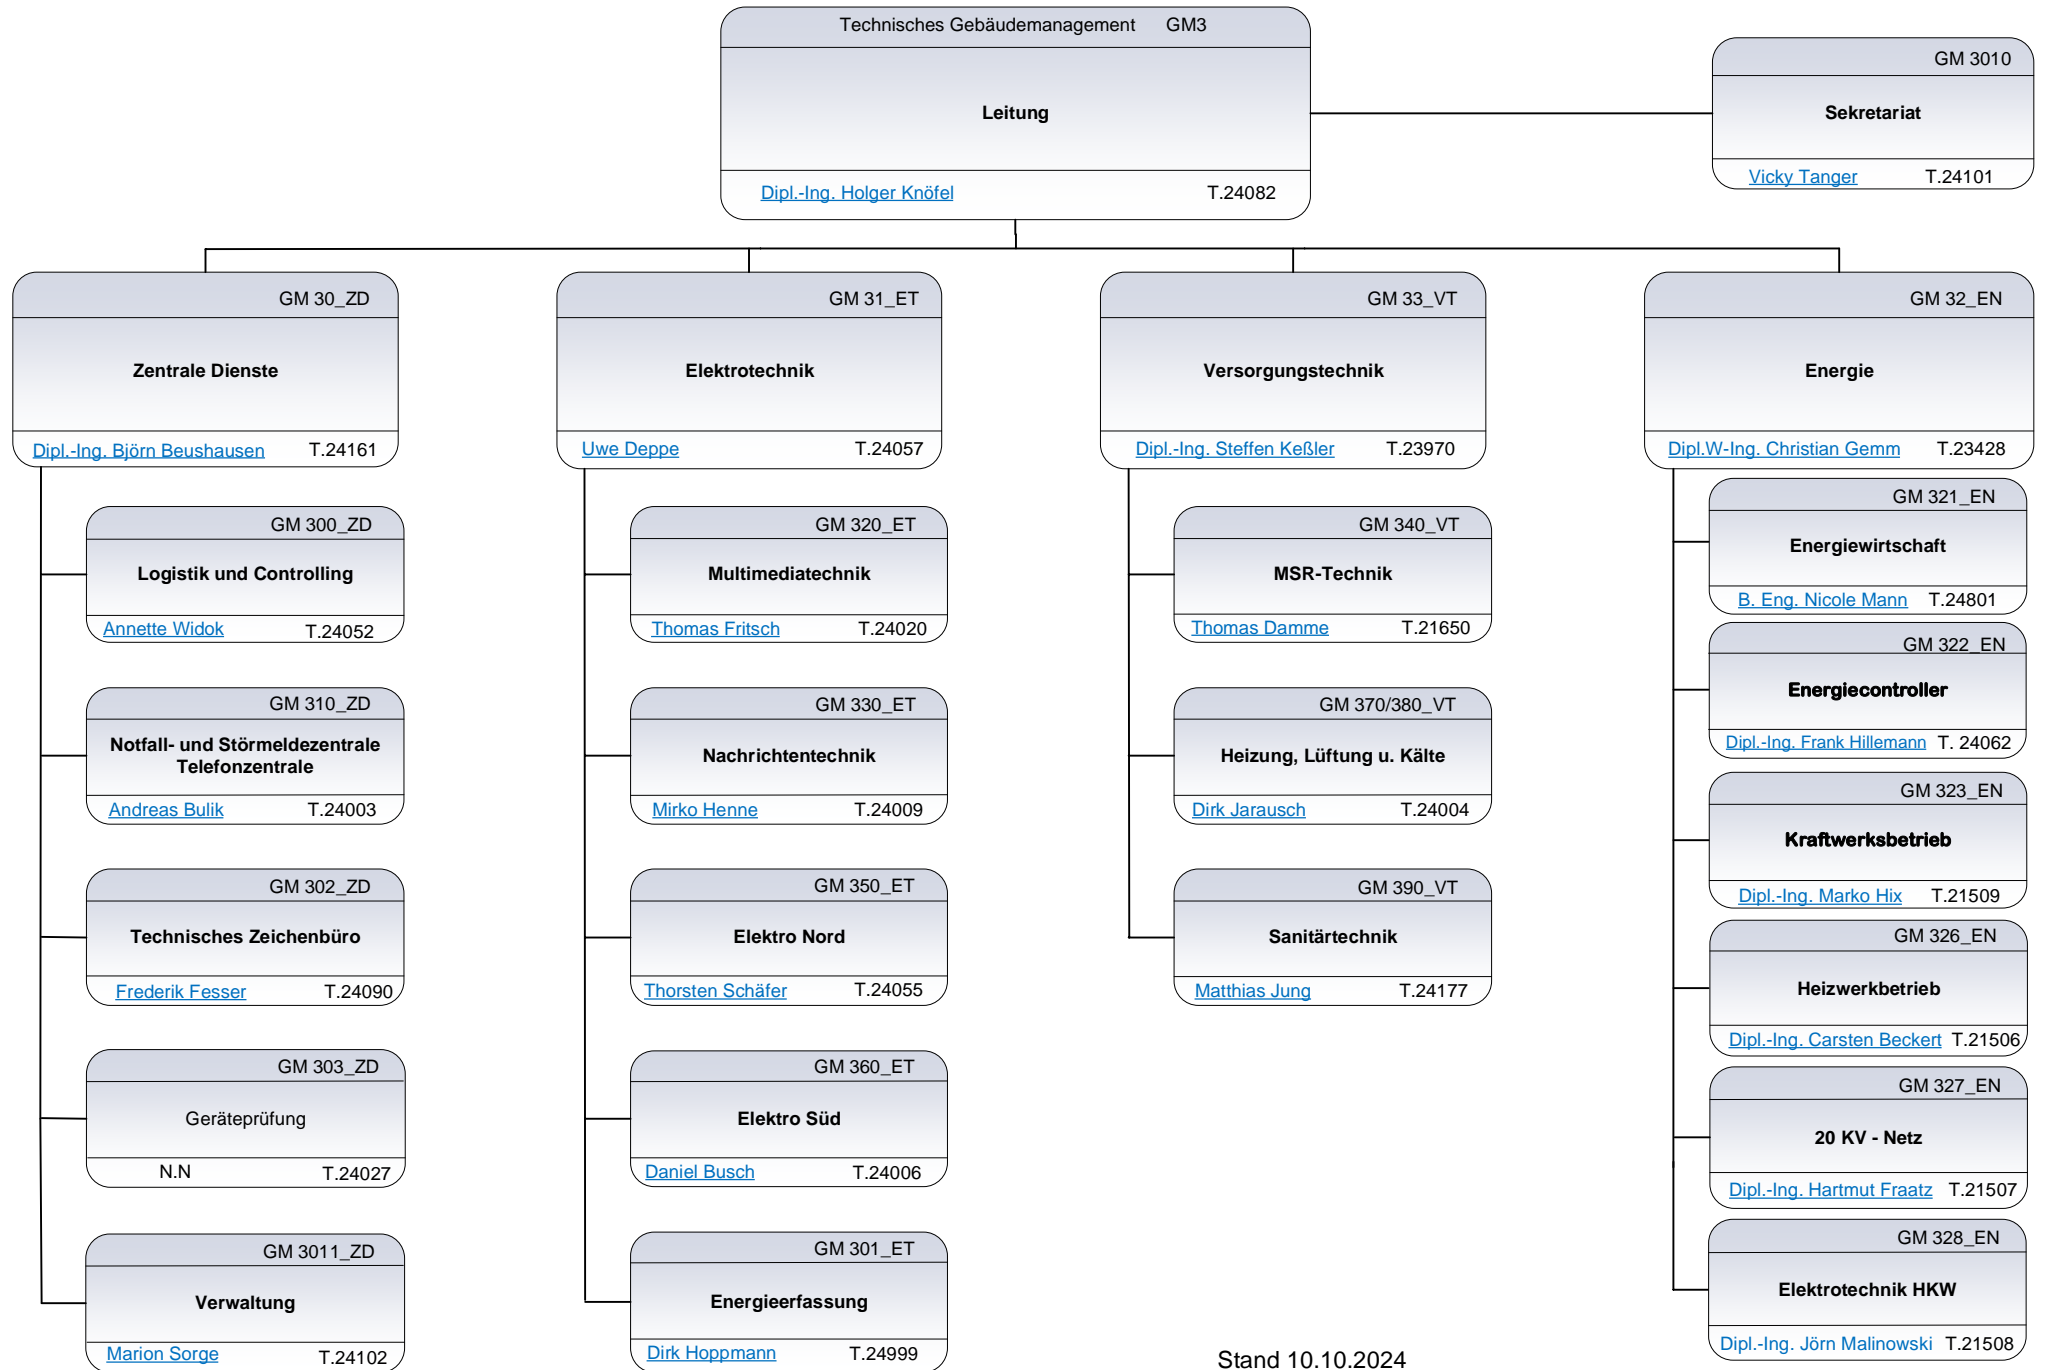 Technisches Gebäudemanagement GM3
Leitung
Dipl.-Ing. Holger Knöfel T.24082
GM 3010
Sekretariat
Vicky Tanger T.24101
GM 30_ZD
Zentrale Dienste
Dipl.-Ing. Björn Beushausen T.24161
GM 300_ZD
Logistik und Controlling
Annette Widok T.24052
GM 310_ZD
Notfall- und Störmeldezentrale
Telefonzentrale
Andreas Bulik T.24003
GM 302_ZD
Technisches Zeichenbüro
Frederik Fesser T.24090
GM 303_ZD
Geräteprüfung
N.N T.24027
GM 3011_ZD
Verwaltung
Marion Sorge T.24102
GM 31_ET
Elektrotechnik
Uwe Deppe T.24057
GM 320_ET
Multimediatechnik
Thomas Fritsch T.24020
GM 330_ET
Nachrichtentechnik
Mirko Henne T.24009
GM 350_ET
Elektro Nord
Thorsten Schäfer T.24055
GM 360_ET
Elektro Süd
Daniel Busch T.24006
GM 301_ET
Energieerfassung
Dirk Hoppmann T.24999
GM 33_VT
Versorgungstechnik
Dipl.-Ing. Steffen Keßler T.23970
GM 340_VT
MSR-Technik
Thomas Damme T.21650
GM 370/380_VT
Heizung, Lüftung u. Kälte
Dirk Jarausch T.24004
GM 390_VT
Sanitärtechnik
Matthias Jung T.24177
GM 32_EN
Energie
Dipl.W-Ing. Christian Gemm T.23428
GM 321_EN
Energiewirtschaft
B. Eng. Nicole Mann T.24801
GM 322_EN
Energiecontroller
Dipl.-Ing. Frank Hillemann T. 24062
GM 323_EN
Kraftwerksbetrieb
Dipl.-Ing. Marko Hix T.21509
GM 326_EN
Heizwerkbetrieb
Dipl.-Ing. Carsten Beckert T.21506
GM 327_EN
20 KV - Netz
Dipl.-Ing. Hartmut Fraatz T.21507
GM 328_EN
Elektrotechnik HKW
Dipl.-Ing. Jörn Malinowski T.21508
Stand 10.10.2024